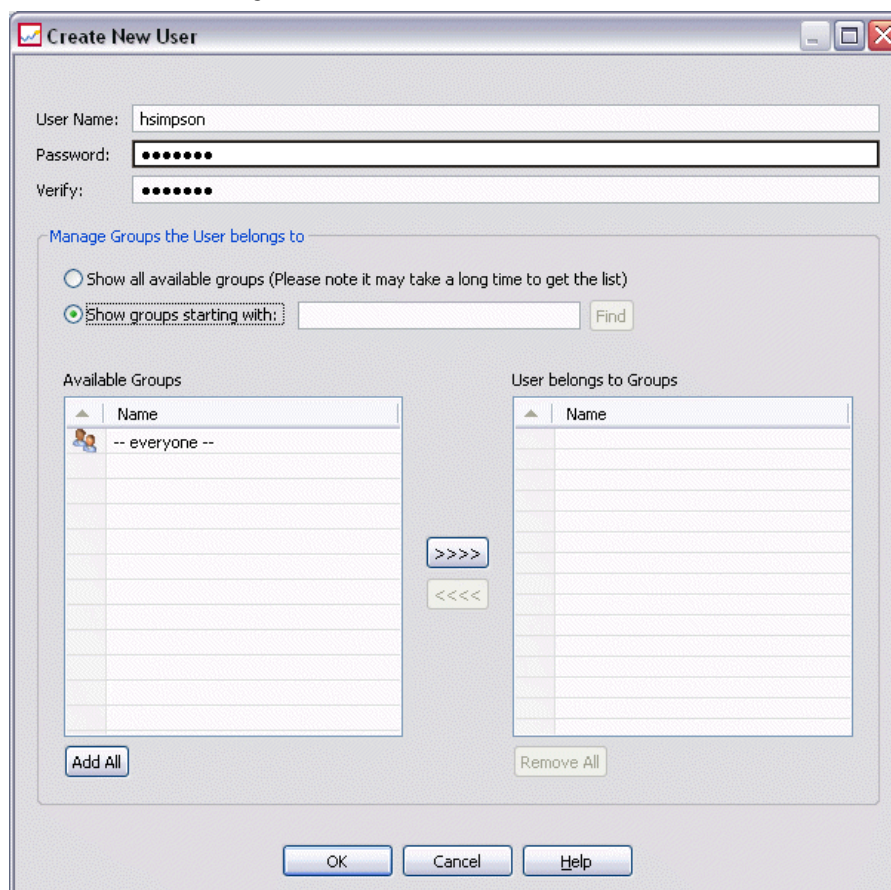 Create New User
User Name: hsimpson
Password: •••••••
Verify: •••••••
Manage Groups the User belongs to
Show all available groups (Please note it may take a long time to get the list)
Show groups starting with: Find
Available Groups User belongs to Groups
Name Name
-- everyone --
>>>>
<<<<
Add All Remove All
OK Cancel Help